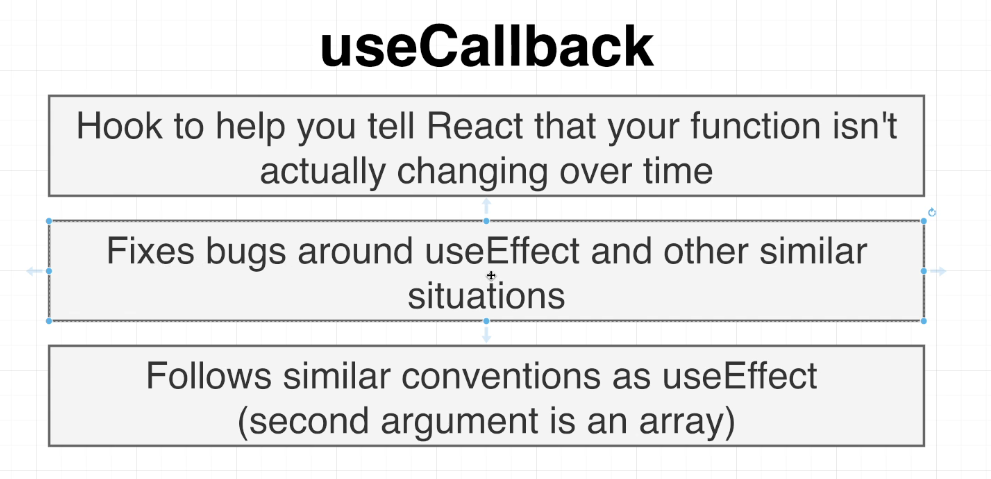 useCallback
Hook to help you tell React that your function isn't
actually changing over time
Fixes bugs around useEffect and other similar
situations
Follows similar conventions as useEffect
(second argument is an array)